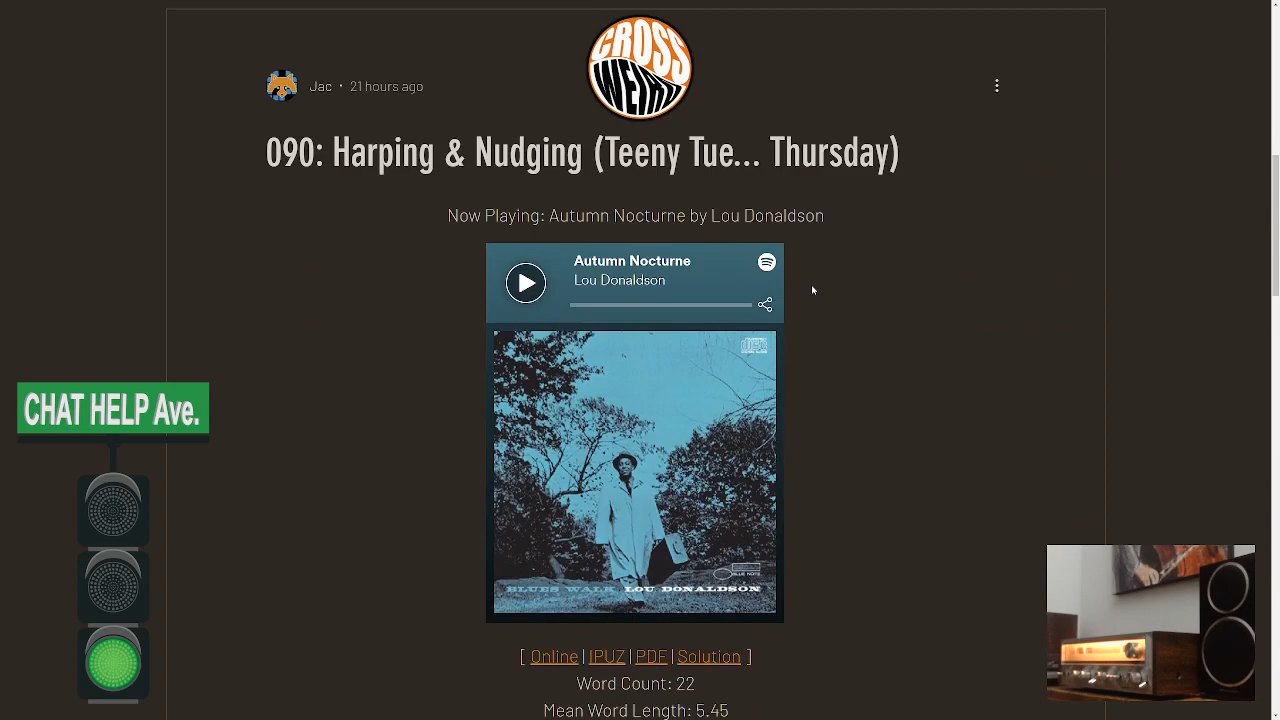 CROSS
WEIRD
Jac · 21 hours ago
090: Harping & Nudging (Teeny Tue... Thursday)
Now Playing: Autumn Nocturne by Lou Donaldson
Autumn Nocturne
Lou Donaldson
CHAT HELP Ave.
BLUE NOTE
BLUES WALK LOU DONALDSON
[ Online | IPUZ | PDF | Solution ]
Word Count: 22
Mean Word Length: 5.45